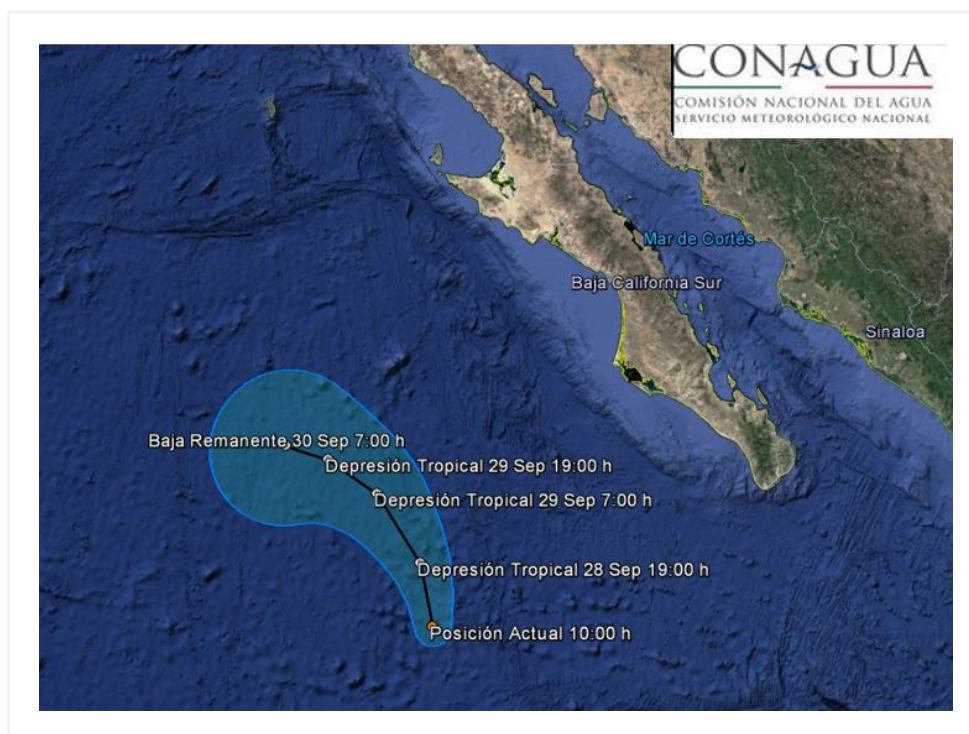 CONAGUA
COMISIÓN NACIONAL DEL AGUA
SERVICIO METEOROLÓGICO NACIONAL
Mar de Cortés
Baja California Sur
Sinaloa
Baja Remanente 30 Sep 7:00 h
Depresión Tropical 29 Sep 19:00 h
Depresión Tropical 29 Sep 7:00 h
Depresión Tropical 28 Sep 19:00 h
Posición Actual 10:00 h